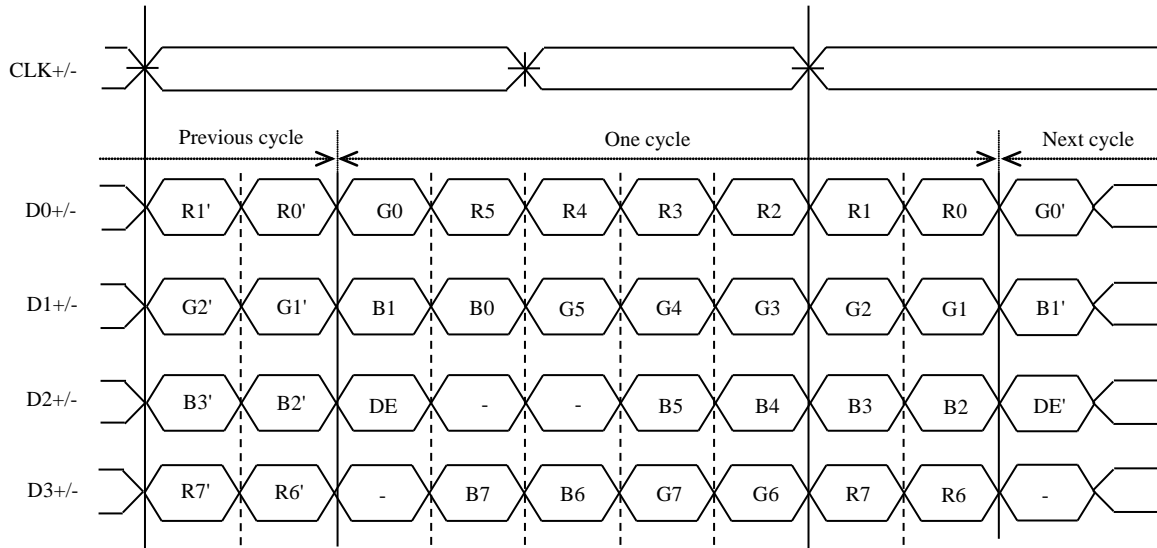 CLK+/-
Previous cycle One cycle Next cycle
D0+/- R1' R0' G0 R5 R4 R3 R2 R1 R0 G0'
D1+/- G2' G1' B1 B0 G5 G4 G3 G2 G1 B1'
D2+/- B3' B2' DE - - B5 B4 B3 B2 DE'
D3+/- R7' R6' - B7 B6 G7 G6 R7 R6 -